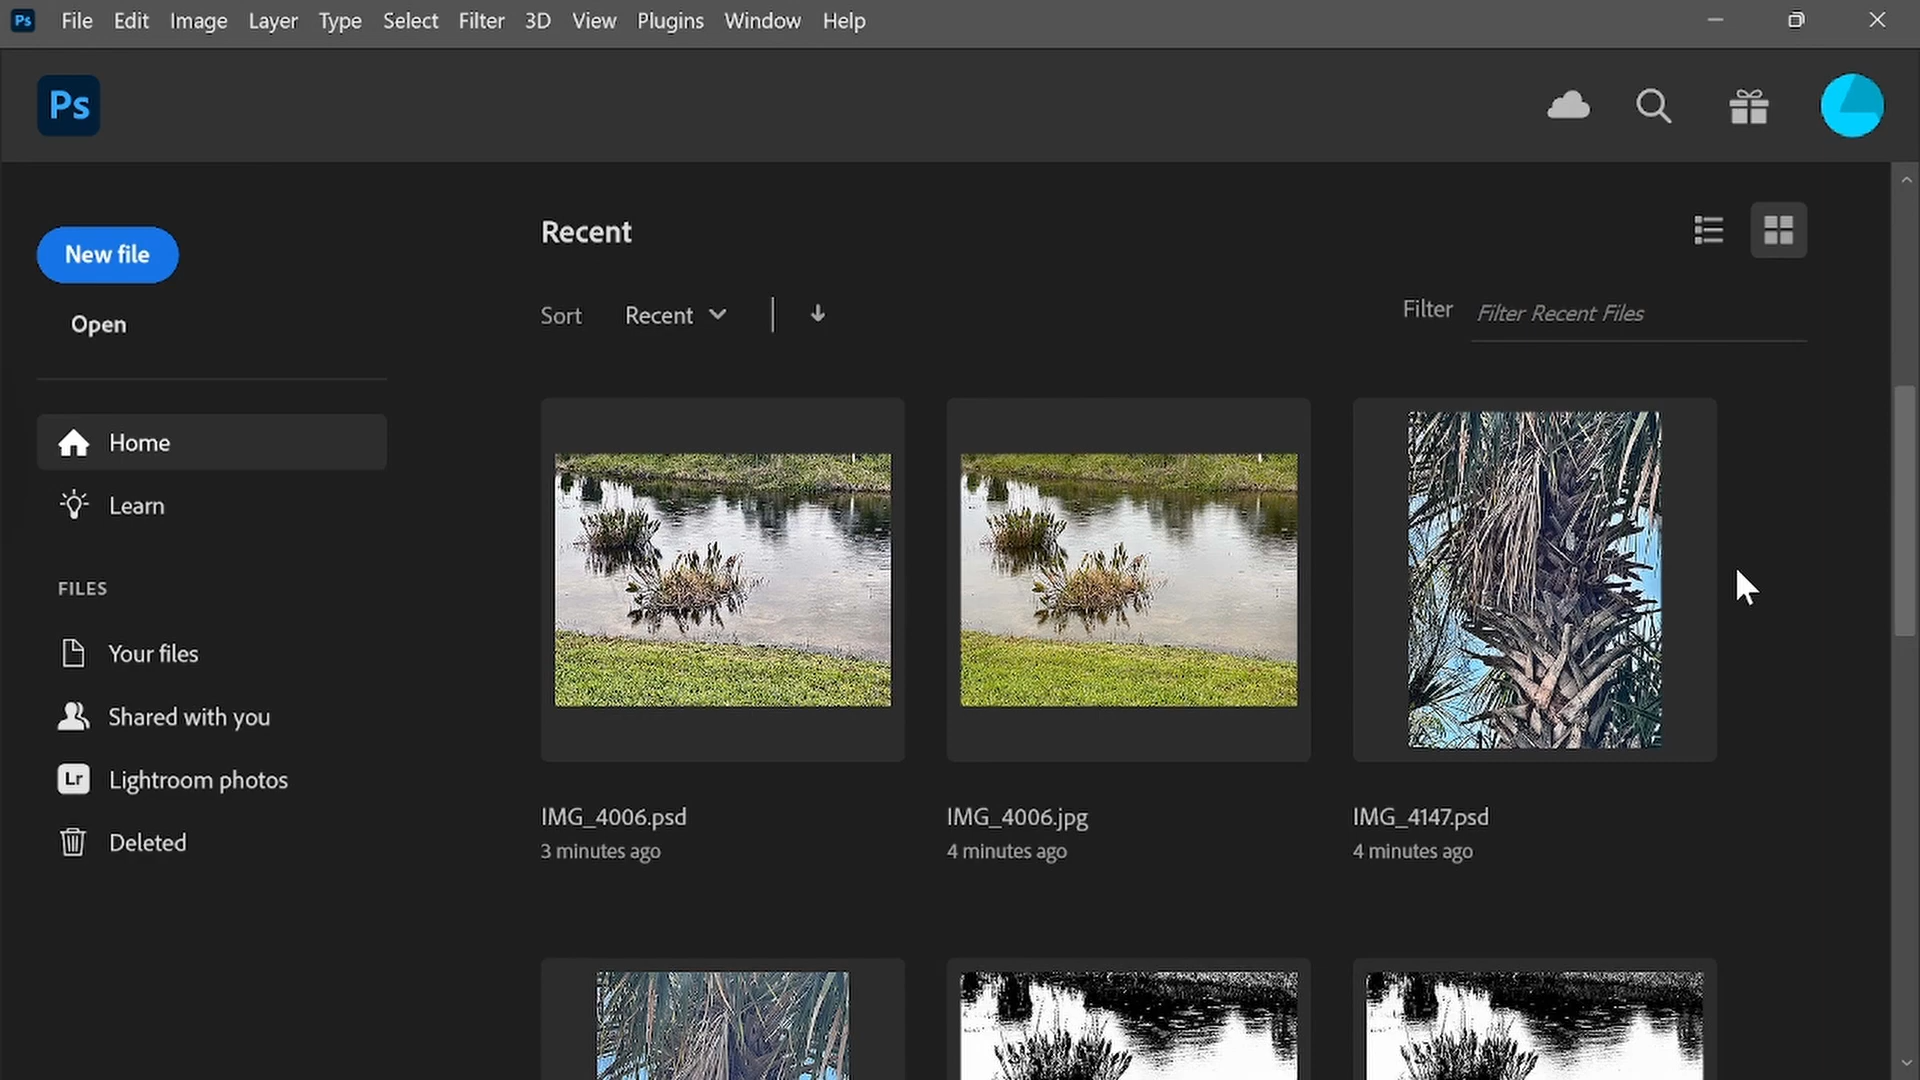 Ps File Edit Image Layer Type Select Filter 3D View Plugins Window Help
Ps
New file
Open
Home
Learn
FILES
Your files
Shared with you
Lr Lightroom photos
Deleted
Recent
Sort Recent
Filter Filter Recent Files
IMG_4006.psd
3 minutes ago
IMG_4006.jpg
4 minutes ago
IMG_4147.psd
4 minutes ago